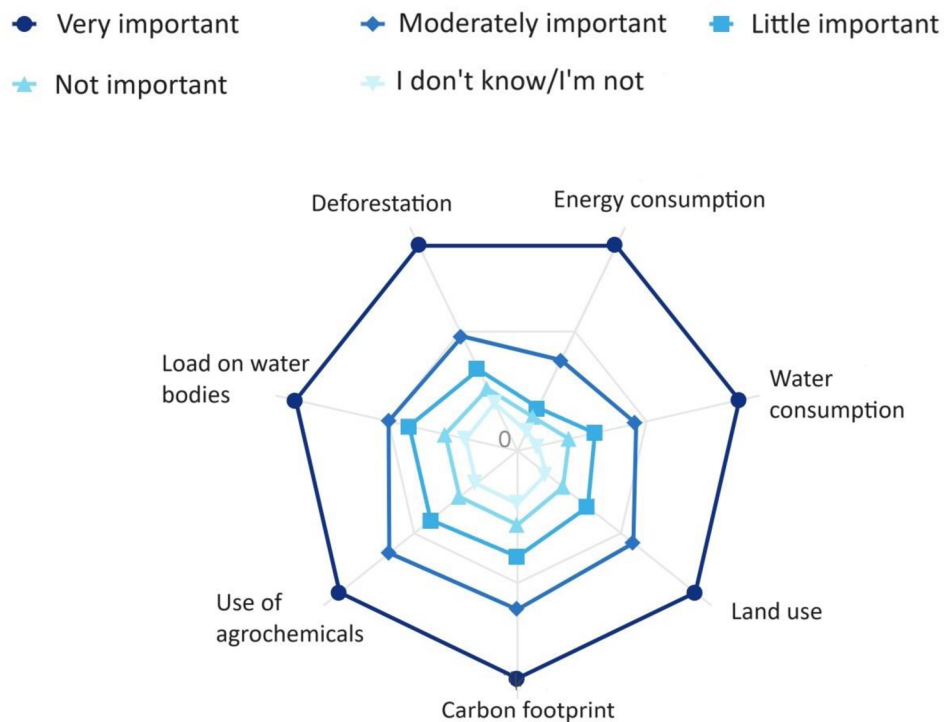 Very important
Moderately important
Little important
Not important
I don't know/I'm not
Deforestation
Energy consumption
Load on water
bodies
Water
consumption
0
Use of
agrochemicals
Land use
Carbon footprint